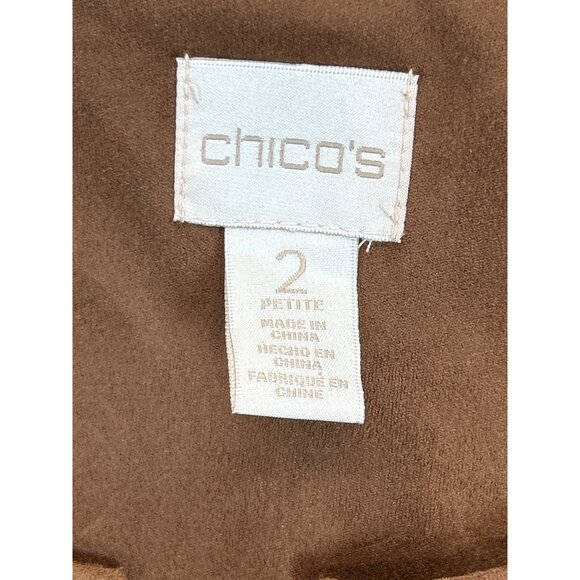 chico's
2
PETITE
MADE IN
CHINA
HECHO EN
CHINA
FABRIQUÉ EN
CHINE